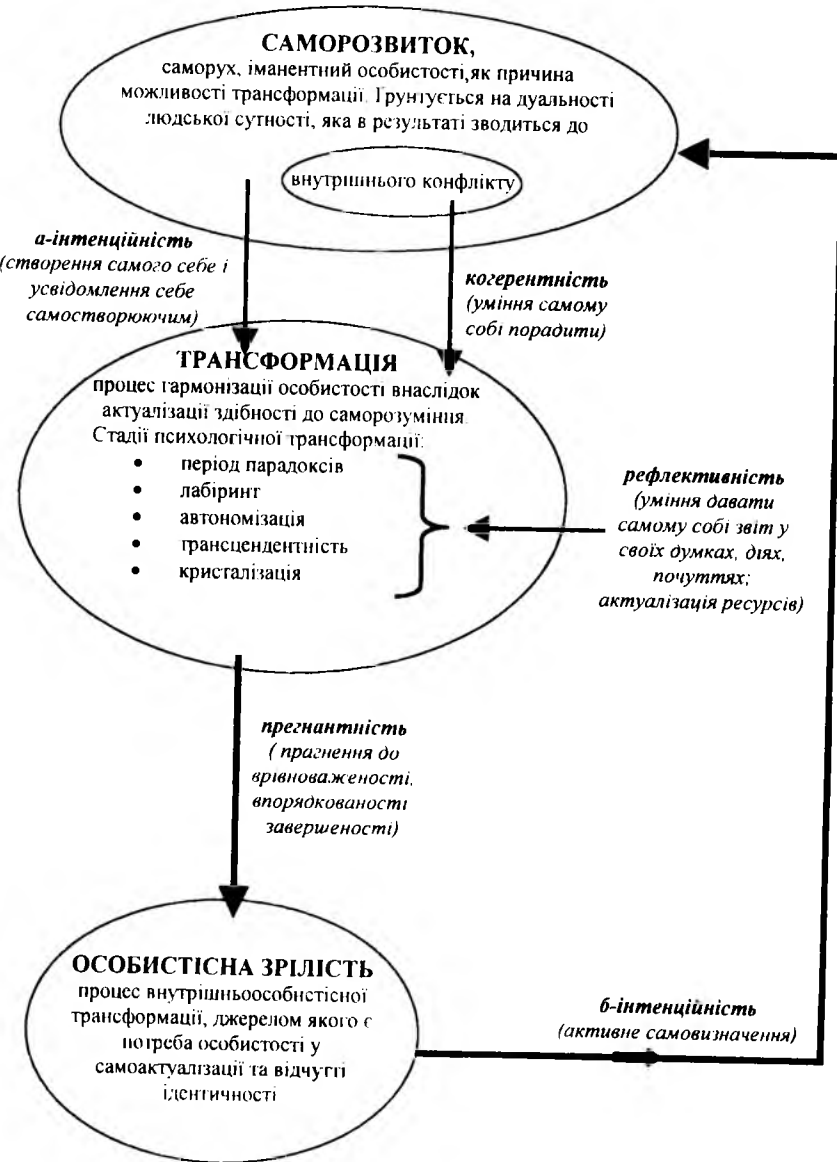 САМОРОЗВИТОК,
саморух, іманентний особистості, як причина
можливості трансформації. Ґрунтується на дуальності
людської сутності, яка в результаті зводиться до
внутрішнього конфлікту
а-інтенційність
(створення самого себе і
усвідомлення себе
самостворюючим)
когерентність
(уміння самому
собі порадити)
ТРАНСФОРМАЦІЯ
процес гармонізації особистості внаслідок
актуалізації здібності до саморозуміння
Стадії психологічної трансформації:
• період парадоксів
• лабіринт
• автономізація
• трансцендентність
• кристалізація
рефлективність
(уміння давати
самому собі звіт у
своїх думках, діях,
почуттях;
актуалізація ресурсів)
прегнантність
( прагнення до
врівноваженості,
впорядкованості
завершеності)
ОСОБИСТІСНА ЗРІЛІСТЬ
процес внутрішньоособистісної
трансформації, джерелом якого є
потреба особистості у
самоактуалізації та відчутті
ідентичності
б-інтенційність
(активне самовизначення)